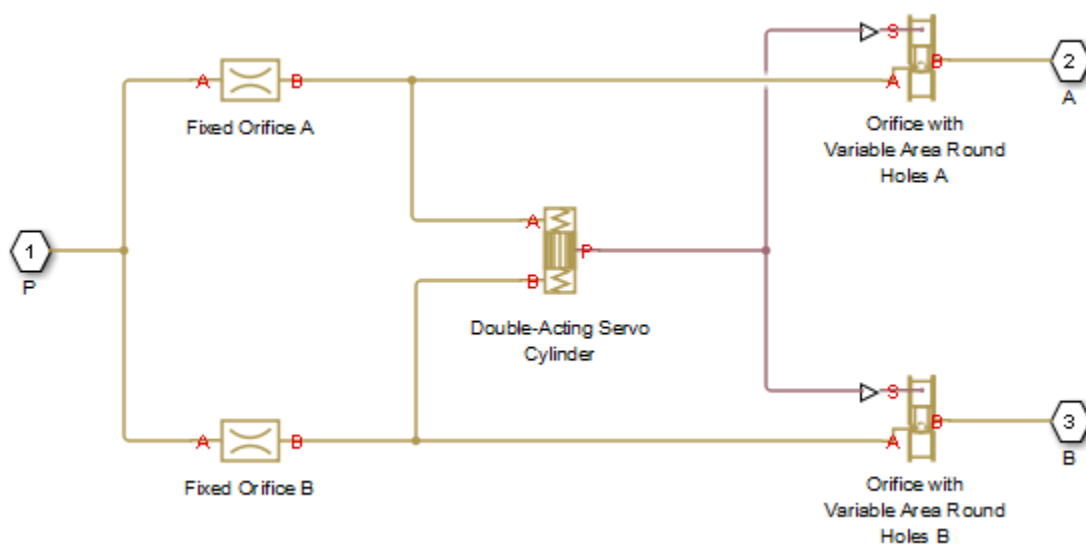 S
B
2
A
A
B
A
Fixed Orifice A
Orifice with
Variable Area Round
Holes A
A
1
P
P
B
Double-Acting Servo
Cylinder
S
B
3
B
A
B
A
Fixed Orifice B
Orifice with
Variable Area Round
Holes B